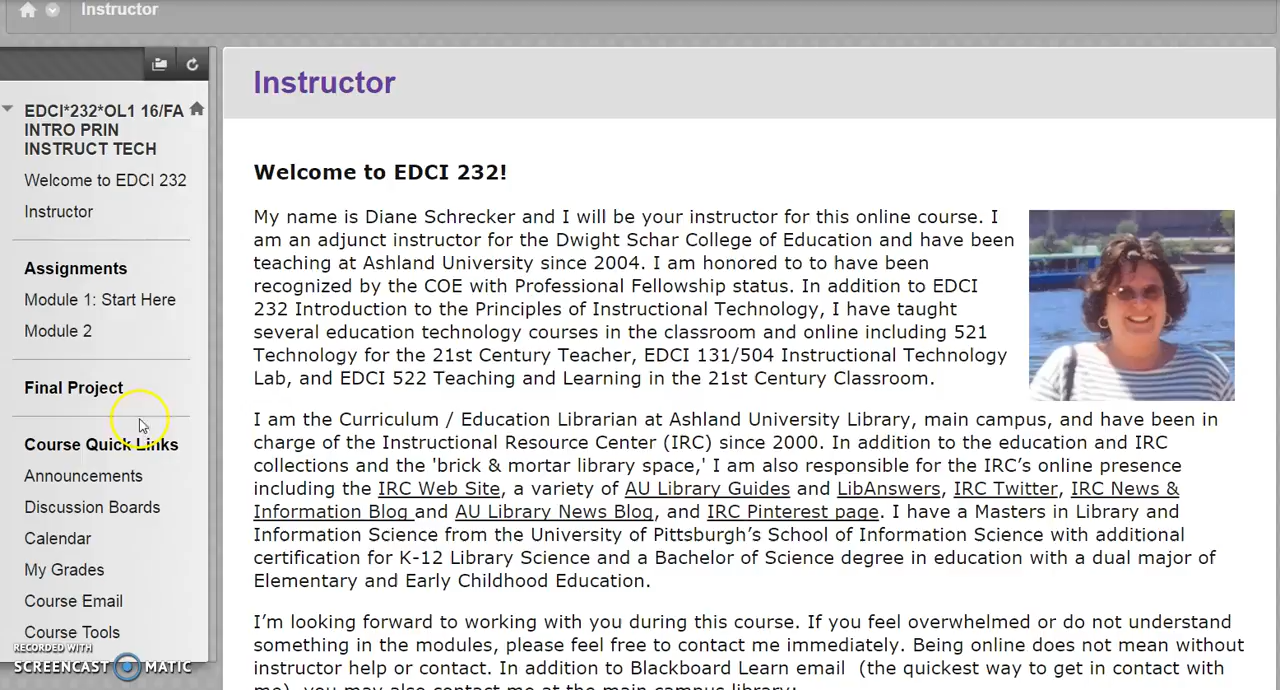 Instructor
EDCI*232*OL1 16/FA
INTRO PRIN
INSTRUCT TECH
Welcome to EDCI 232
Instructor
Assignments
Module 1: Start Here
Module 2
Final Project
Course Quick Links
Announcements
Discussion Boards
Calendar
My Grades
Course Email
Course Tools
RECORDED WITH
SCREENCAST MATIC
Instructor
Welcome to EDCI 232!
My name is Diane Schrecker and I will be your instructor for this online course. I
am an adjunct instructor for the Dwight Schar College of Education and have been
teaching at Ashland University since 2004. I am honored to to have been
recognized by the COE with Professional Fellowship status. In addition to EDCI
232 Introduction to the Principles of Instructional Technology, I have taught
several education technology courses in the classroom and online including 521
Technology for the 21st Century Teacher, EDCI 131/504 Instructional Technology
Lab, and EDCI 522 Teaching and Learning in the 21st Century Classroom.
I am the Curriculum / Education Librarian at Ashland University Library, main campus, and have been in
charge of the Instructional Resource Center (IRC) since 2000. In addition to the education and IRC
collections and the 'brick & mortar library space,' I am also responsible for the IRC’s online presence
including the IRC Web Site, a variety of AU Library Guides and LibAnswers, IRC Twitter, IRC News &
Information Blog and AU Library News Blog, and IRC Pinterest page. I have a Masters in Library and
Information Science from the University of Pittsburgh’s School of Information Science with additional
certification for K-12 Library Science and a Bachelor of Science degree in education with a dual major of
Elementary and Early Childhood Education.
I’m looking forward to working with you during this course. If you feel overwhelmed or do not understand
something in the modules, please feel free to contact me immediately. Being online does not mean without
instructor help or contact. In addition to Blackboard Learn email (the quickest way to get in contact with
me), you may also contact me at the main campus library: